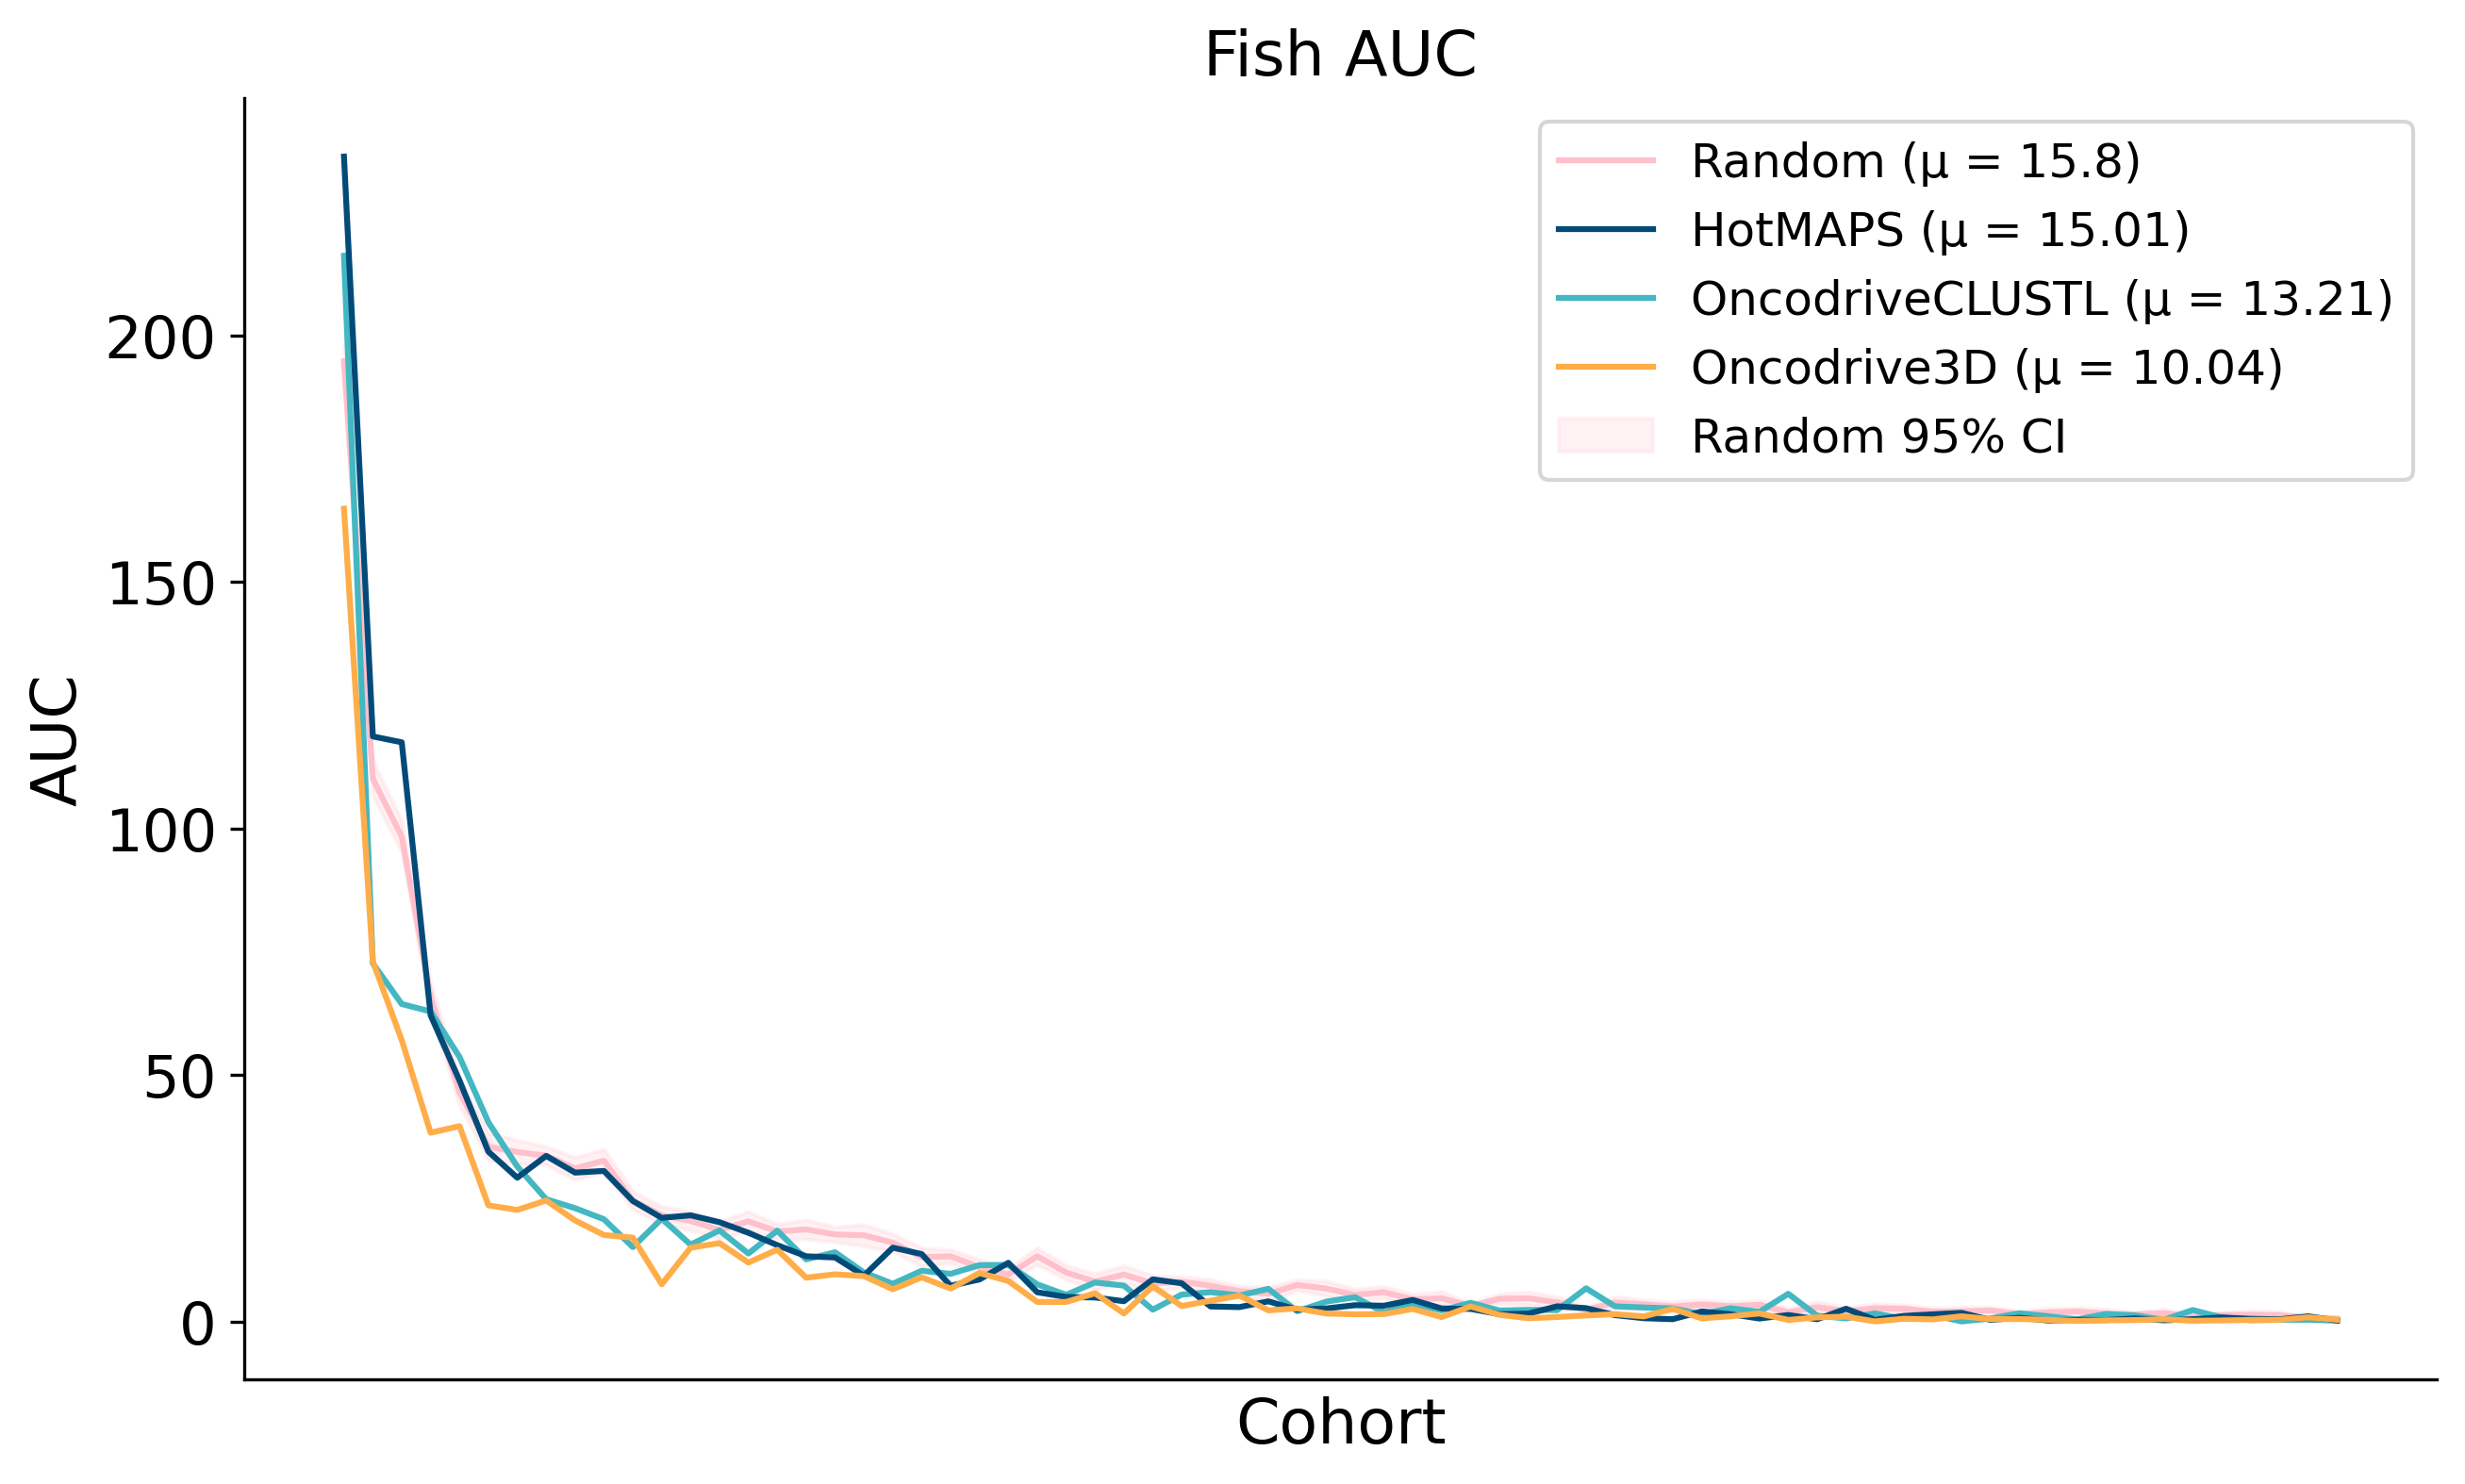 Fish AUC
Random (μ = 15.8)
HotMAPS (μ = 15.01)
OncodriveCLUSTL (μ = 13.21)
Oncodrive3D (μ = 10.04)
Random 95% CI
200
150
100
50
0
AUC
Cohort